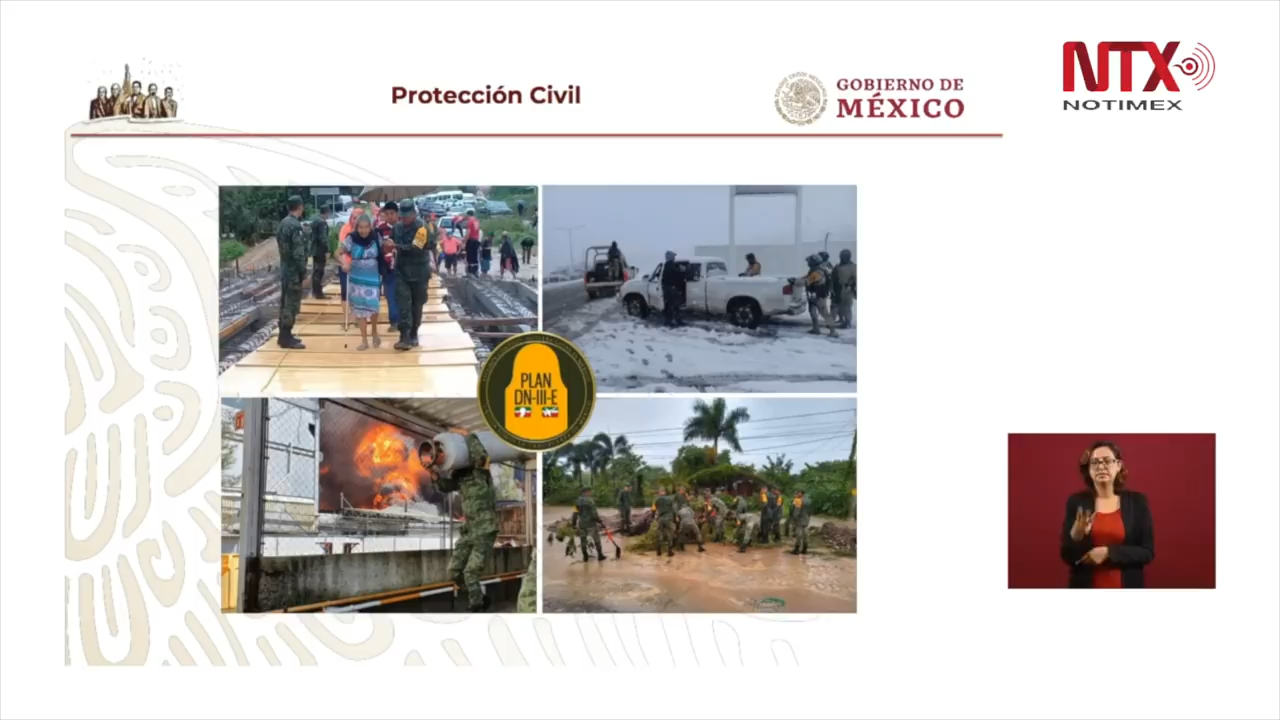 Protección Civil
GOBIERNO DE
MÉXICO
NTX
NOTIMEX
PLAN
DN-III-E